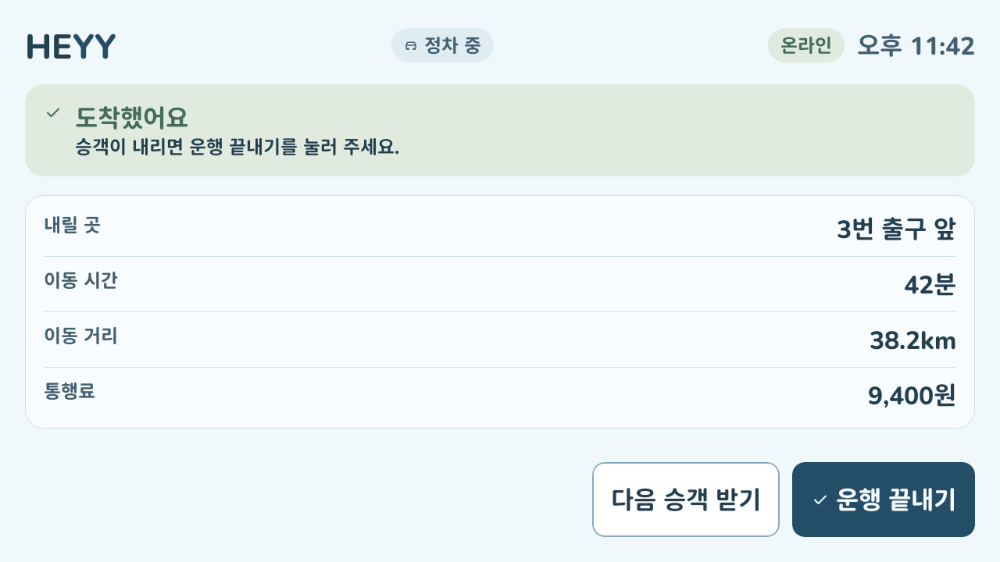 HEYY
정차 중
온라인
오후 11:42
도착했어요
승객이 내리면 운행 끝내기를 눌러 주세요.
내릴 곳
3번 출구 앞
이동 시간
42분
이동 거리
38.2km
통행료
9,400원
다음 승객 받기
운행 끝내기